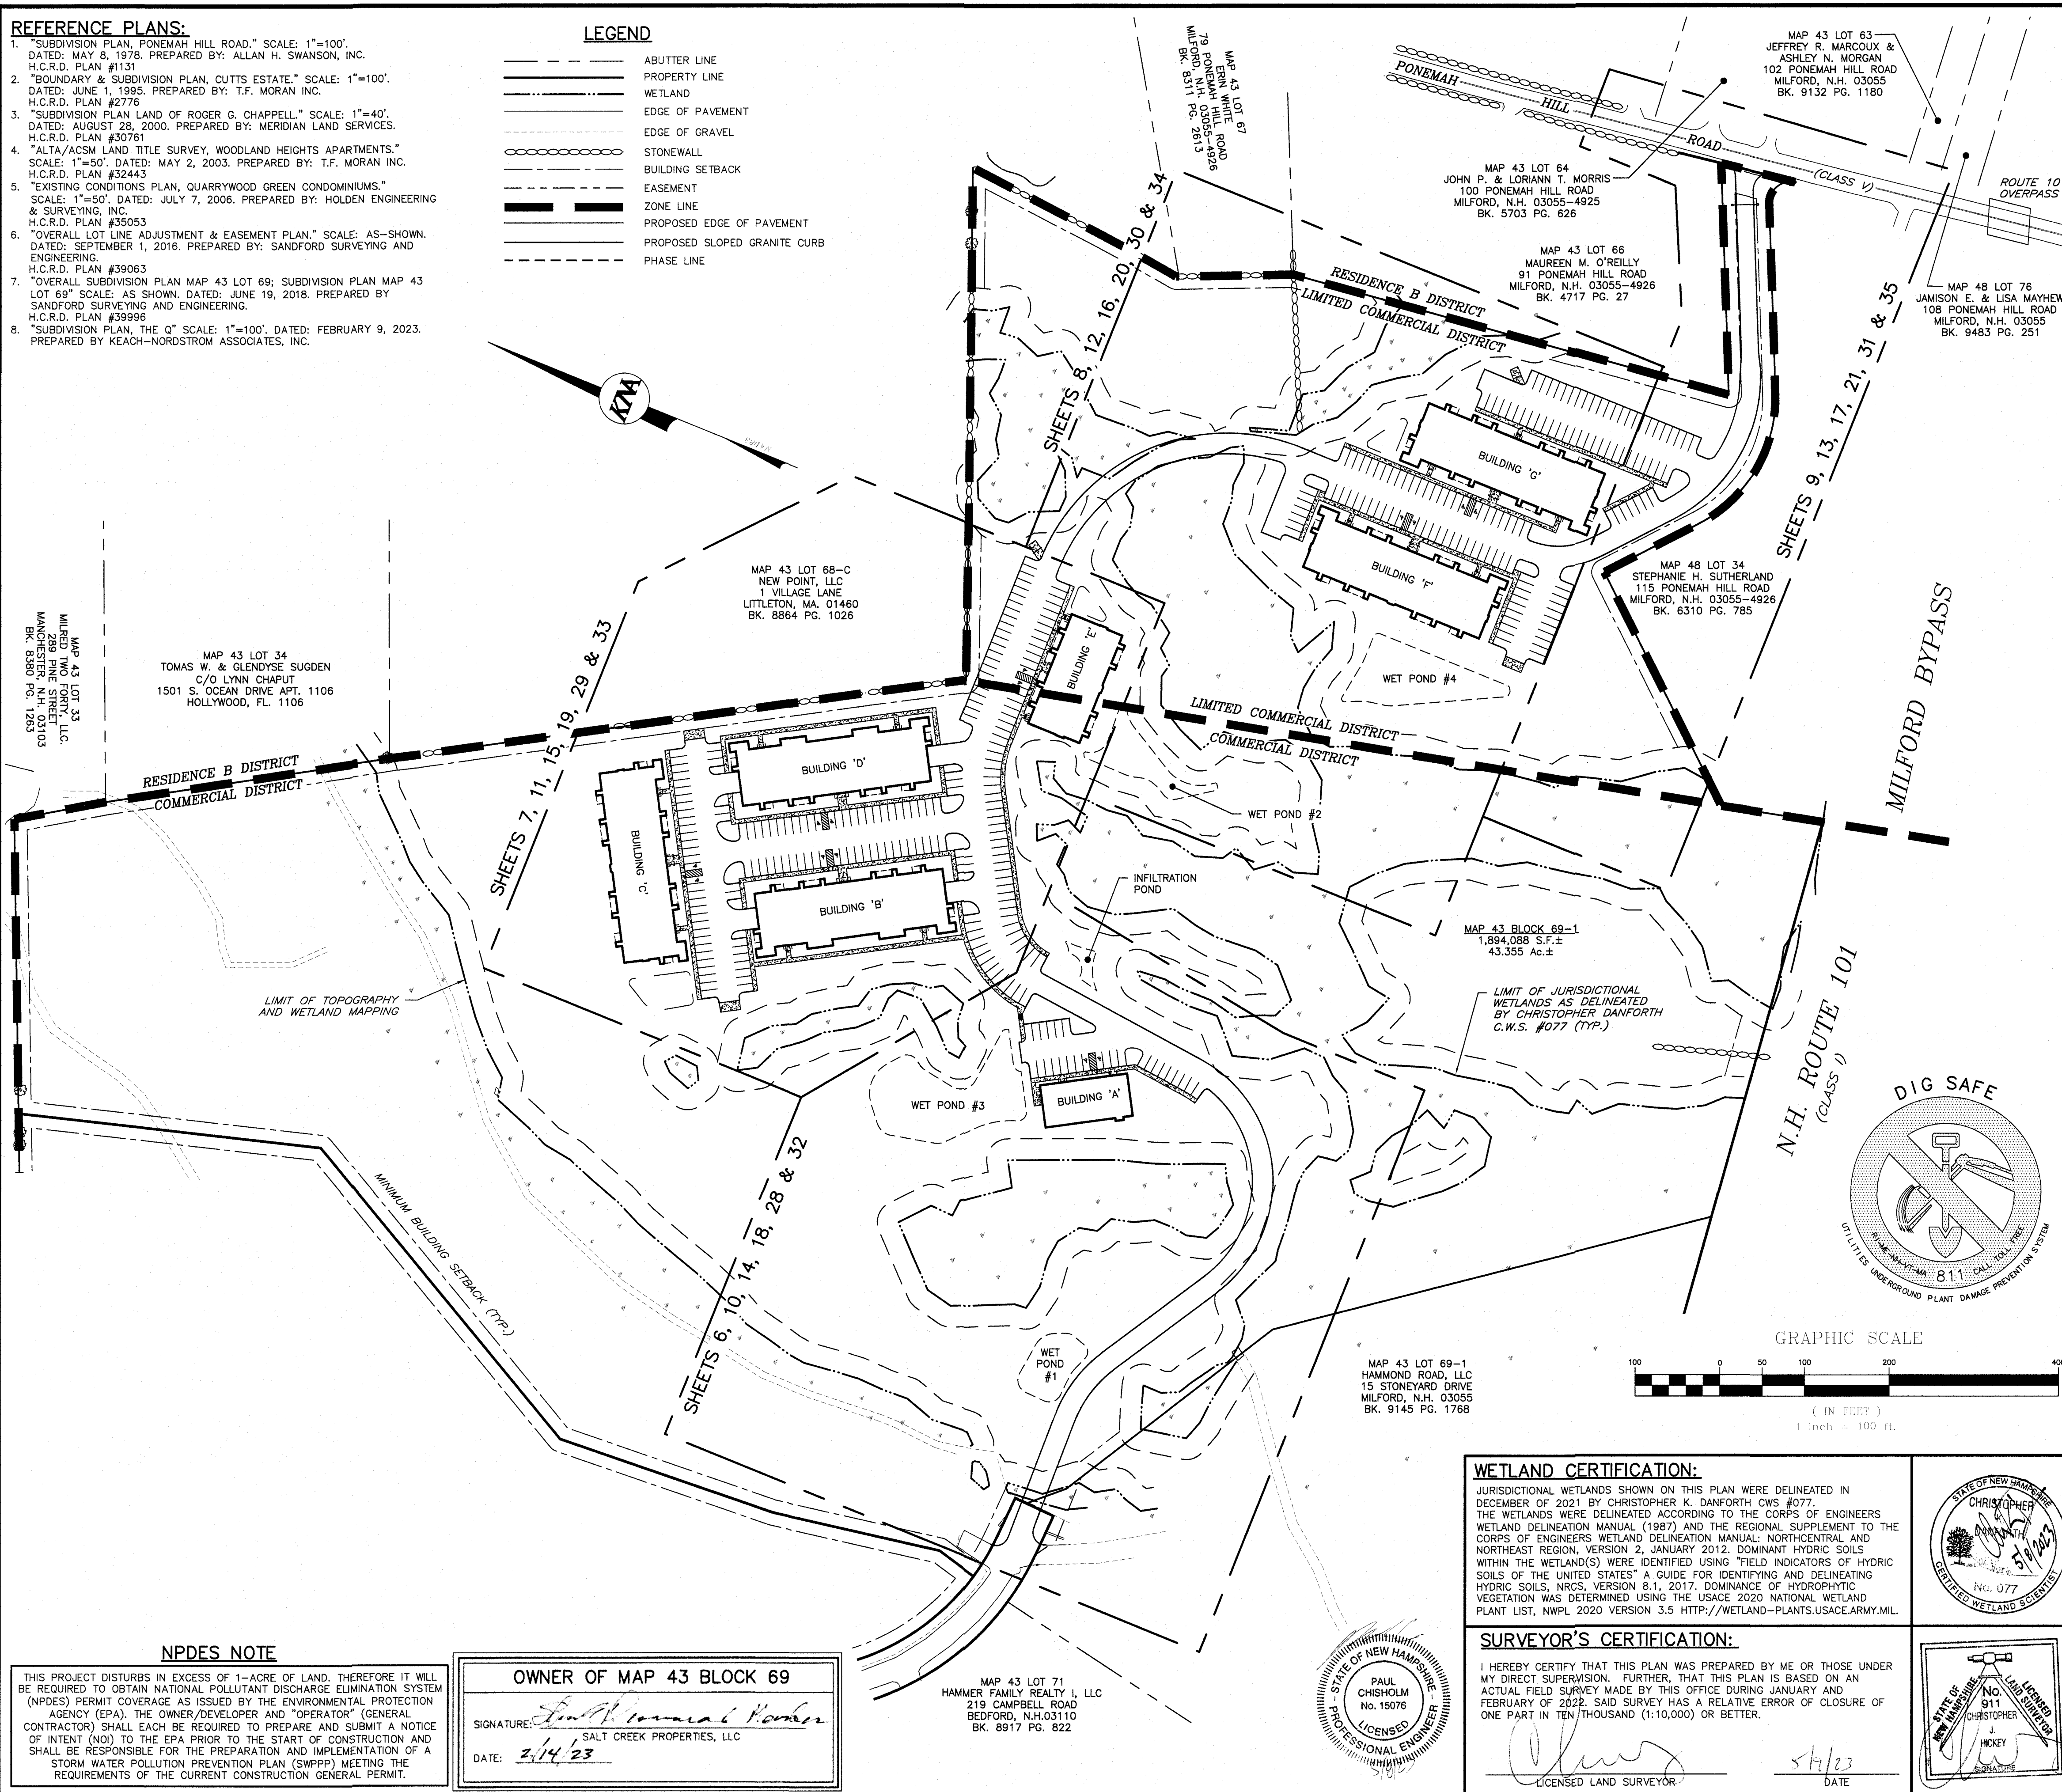 REFERENCE PLANS:
1. "SUBDIVISION PLAN, PONEMAH HILL ROAD." SCALE: 1"=100'.
DATED: MAY 8, 1978. PREPARED BY: ALLAN H. SWANSON, INC.
H.C.R.D. PLAN #1131
2. "BOUNDARY & SUBDIVISION PLAN, CUTTS ESTATE." SCALE: 1"=100'.
DATED: JUNE 1, 1995. PREPARED BY: T.F. MORAN INC.
H.C.R.D. PLAN #2776
3. "SUBDIVISION PLAN LAND OF ROGER G. CHAPPELL." SCALE: 1"=40'.
DATED: AUGUST 28, 2000. PREPARED BY: MERIDIAN LAND SERVICES.
H.C.R.D. PLAN #30761
4. "ALTA/ACSM LAND TITLE SURVEY, WOODLAND HEIGHTS APARTMENTS."
SCALE: 1"=50'. DATED: MAY 2, 2003. PREPARED BY: T.F. MORAN INC.
H.C.R.D. PLAN #32443
5. "EXISTING CONDITIONS PLAN, QUARRYWOOD GREEN CONDOMINIUMS."
SCALE: 1"=50'. DATED: JULY 7, 2006. PREPARED BY: HOLDEN ENGINEERING
& SURVEYING, INC.
H.C.R.D. PLAN #35053
6. "OVERALL LOT LINE ADJUSTMENT & EASEMENT PLAN." SCALE: AS-SHOWN.
DATED: SEPTEMBER 1, 2016. PREPARED BY: SANDFORD SURVEYING AND
ENGINEERING.
H.C.R.D. PLAN #39063
7. "OVERALL SUBDIVISION PLAN MAP 43 LOT 69; SUBDIVISION PLAN MAP 43
LOT 69" SCALE: AS SHOWN. DATED: JUNE 19, 2018. PREPARED BY
SANDFORD SURVEYING AND ENGINEERING.
H.C.R.D. PLAN #39996
8. "SUBDIVISION PLAN, THE Q" SCALE: 1"=100'. DATED: FEBRUARY 9, 2023.
PREPARED BY KEACH-NORDSTROM ASSOCIATES, INC.
LEGEND
ABUTTER LINE
PROPERTY LINE
WETLAND
EDGE OF PAVEMENT
EDGE OF GRAVEL
STONEWALL
BUILDING SETBACK
EASEMENT
ZONE LINE
PROPOSED EDGE OF PAVEMENT
PROPOSED SLOPED GRANITE CURB
PHASE LINE
KNA
MAP 43 LOT 67
ERIN WHITE
79 PONEMAH HILL ROAD
MILFORD, N.H. 03055-4926
BK. 8311 PG. 2613
PONEMAH HILL ROAD
(CLASS V)
MAP 43 LOT 63
JEFFREY R. MARCOUX &
ASHLEY N. MORGAN
102 PONEMAH HILL ROAD
MILFORD, N.H. 03055
BK. 9132 PG. 1180
ROUTE 10
OVERPASS
MAP 43 LOT 64
JOHN P. & LORIANN T. MORRIS
100 PONEMAH HILL ROAD
MILFORD, N.H. 03055-4925
BK. 5703 PG. 626
MAP 43 LOT 66
MAUREEN M. O'REILLY
91 PONEMAH HILL ROAD
MILFORD, N.H. 03055-4926
BK. 4717 PG. 27
MAP 48 LOT 76
JAMISON E. & LISA MAYHEW
108 PONEMAH HILL ROAD
MILFORD, N.H. 03055
BK. 9483 PG. 251
RESIDENCE B DISTRICT
LIMITED COMMERCIAL DISTRICT
SHEETS 8, 12, 16, 20, 30 & 34
SHEETS 9, 13, 17, 21, 31 & 35
BUILDING 'G'
BUILDING 'F'
MAP 48 LOT 34
STEPHANIE H. SUTHERLAND
115 PONEMAH HILL ROAD
MILFORD, N.H. 03055-4926
BK. 6310 PG. 785
MAP 43 LOT 68-C
NEW POINT, LLC
1 VILLAGE LANE
LITTLETON, MA. 01460
BK. 8864 PG. 1026
MAP 43 LOT 33
MILRED TWO FORTY, LLC.
289 PINE STREET
MANCHESTER, N.H. 03103
BK. 8380 PG. 1263
MAP 43 LOT 34
TOMAS W. & GLENDYSE SUGDEN
C/O LYNN CHAPUT
1501 S. OCEAN DRIVE APT. 1106
HOLLYWOOD, FL. 1106
SHEETS 7, 11, 15, 19, 29 & 33
BUILDING 'E'
WET POND #4
LIMITED COMMERCIAL DISTRICT
COMMERCIAL DISTRICT
MILFORD BYPASS
RESIDENCE B DISTRICT
COMMERCIAL DISTRICT
BUILDING 'D'
BUILDING 'C'
BUILDING 'B'
WET POND #2
INFILTRATION
POND
MAP 43 BLOCK 69-1
1,894,088 S.F.±
43.355 Ac.±
LIMIT OF TOPOGRAPHY
AND WETLAND MAPPING
LIMIT OF JURISDICTIONAL
WETLANDS AS DELINEATED
BY CHRISTOPHER DANFORTH
C.W.S. #077 (TYP.)
N.H. ROUTE 101
(CLASS I)
WET POND #3
BUILDING 'A'
DIG SAFE
RI-ME-NH-VT-MA 811 CALL TOLL FREE
UTILITIES UNDERGROUND PLANT DAMAGE PREVENTION SYSTEM
MINIMUM BUILDING SETBACK (TYP.)
SHEETS 6, 10, 14, 18, 28 & 32
WET
POND
#1
MAP 43 LOT 69-1
HAMMOND ROAD, LLC
15 STONEYARD DRIVE
MILFORD, N.H. 03055
BK. 9145 PG. 1768
GRAPHIC SCALE
100 0 50 100 200
( IN FEET )
1 inch = 100 ft.
WETLAND CERTIFICATION:
JURISDICTIONAL WETLANDS SHOWN ON THIS PLAN WERE DELINEATED IN
DECEMBER OF 2021 BY CHRISTOPHER K. DANFORTH CWS #077.
THE WETLANDS WERE DELINEATED ACCORDING TO THE CORPS OF ENGINEERS
WETLAND DELINEATION MANUAL (1987) AND THE REGIONAL SUPPLEMENT TO THE
CORPS OF ENGINEERS WETLAND DELINEATION MANUAL: NORTHCENTRAL AND
NORTHEAST REGION, VERSION 2, JANUARY 2012. DOMINANT HYDRIC SOILS
WITHIN THE WETLAND(S) WERE IDENTIFIED USING "FIELD INDICATORS OF HYDRIC
SOILS OF THE UNITED STATES" A GUIDE FOR IDENTIFYING AND DELINEATING
HYDRIC SOILS, NRCS, VERSION 8.1, 2017. DOMINANCE OF HYDROPHYTIC
VEGETATION WAS DETERMINED USING THE USACE 2020 NATIONAL WETLAND
PLANT LIST, NWPL 2020 VERSION 3.5 HTTP://WETLAND-PLANTS.USACE.ARMY.MIL.
STATE OF NEW HAMPSHIRE
CHRISTOPHER
5/8/2023
No. 077
CERTIFIED WETLAND SCIENTIST
SURVEYOR'S CERTIFICATION:
I HEREBY CERTIFY THAT THIS PLAN WAS PREPARED BY ME OR THOSE UNDER
MY DIRECT SUPERVISION. FURTHER, THAT THIS PLAN IS BASED ON AN
ACTUAL FIELD SURVEY MADE BY THIS OFFICE DURING JANUARY AND
FEBRUARY OF 2022. SAID SURVEY HAS A RELATIVE ERROR OF CLOSURE OF
ONE PART IN TEN THOUSAND (1:10,000) OR BETTER.
5/9/23
LICENSED LAND SURVEYOR DATE
STATE OF NEW HAMPSHIRE
LICENSED LAND SURVEYOR
No.
911
CHRISTOPHER
J.
HICKEY
SIGNATURE
NPDES NOTE
THIS PROJECT DISTURBS IN EXCESS OF 1-ACRE OF LAND. THEREFORE IT WILL
BE REQUIRED TO OBTAIN NATIONAL POLLUTANT DISCHARGE ELIMINATION SYSTEM
(NPDES) PERMIT COVERAGE AS ISSUED BY THE ENVIRONMENTAL PROTECTION
AGENCY (EPA). THE OWNER/DEVELOPER AND "OPERATOR" (GENERAL
CONTRACTOR) SHALL EACH BE REQUIRED TO PREPARE AND SUBMIT A NOTICE
OF INTENT (NOI) TO THE EPA PRIOR TO THE START OF CONSTRUCTION AND
SHALL BE RESPONSIBLE FOR THE PREPARATION AND IMPLEMENTATION OF A
STORM WATER POLLUTION PREVENTION PLAN (SWPPP) MEETING THE
REQUIREMENTS OF THE CURRENT CONSTRUCTION GENERAL PERMIT.
OWNER OF MAP 43 BLOCK 69
SIGNATURE:
SALT CREEK PROPERTIES, LLC
DATE: 2/14/23
MAP 43 LOT 71
HAMMER FAMILY REALTY I, LLC
219 CAMPBELL ROAD
BEDFORD, N.H.03110
BK. 8917 PG. 822
STATE OF NEW HAMPSHIRE
PAUL
CHISHOLM
No. 15076
LICENSED
PROFESSIONAL ENGINEER